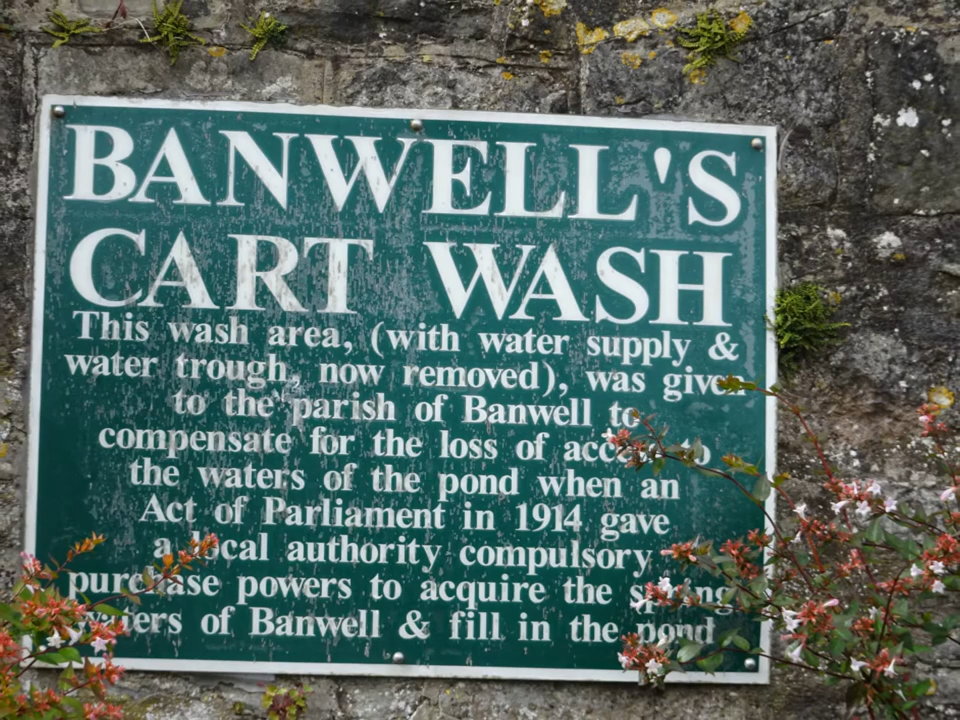 BANWELL'S
CART WASH
This wash area, (with water supply &
water trough, now removed), was given
to the parish of Banwell to
compensate for the loss of access to
the waters of the pond when an
Act of Parliament in 1914 gave
a local authority compulsory
purchase powers to acquire the spring
waters of Banwell & fill in the pond